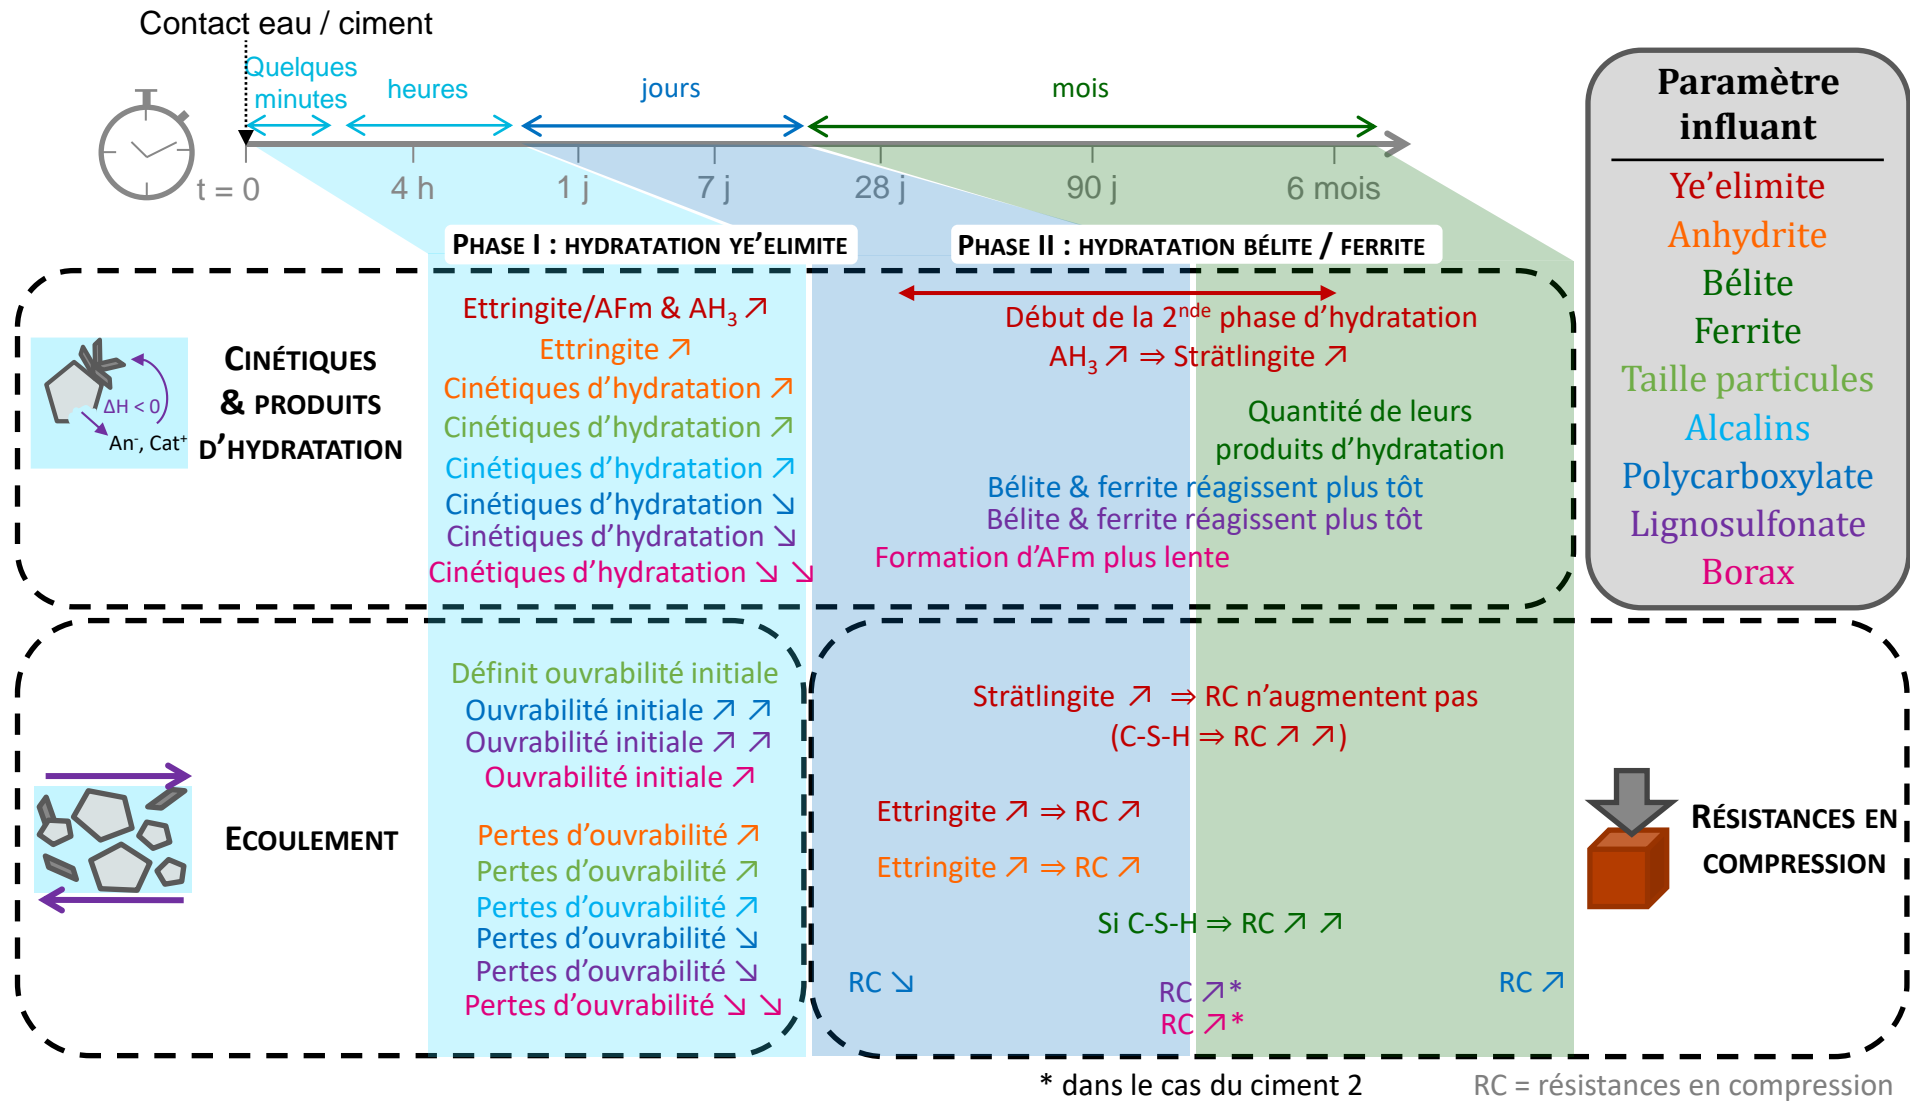 Contact eau / ciment
Quelques
minutes
heures
jours
mois
t = 0
4 h
1 j
7 j
28 j
90 j
6 mois
PHASE I : HYDRATATION YE’ELIMITE
PHASE II : HYDRATATION BÉLITE / FERRITE
CINÉTIQUES
& PRODUITS
D’HYDRATATION
ΔH < 0
An⁻, Cat⁺
Ettringite/AFm & AH₃ ↗
Ettringite ↗
Cinétiques d’hydratation ↗
Cinétiques d’hydratation ↗
Cinétiques d’hydratation ↗
Cinétiques d’hydratation ↘
Cinétiques d’hydratation ↘
Cinétiques d’hydratation ↘ ↘
Début de la 2ⁿᵈᵉ phase d’hydratation
AH₃ ↗ ⇒ Strätlingite ↗
Quantité de leurs
produits d’hydratation
Bélite & ferrite réagissent plus tôt
Bélite & ferrite réagissent plus tôt
Formation d’AFm plus lente
Paramètre
influant
Ye’elimite
Anhydrite
Bélite
Ferrite
Taille particules
Alcalins
Polycarboxylate
Lignosulfonate
Borax
ECOULEMENT
Définit ouvrabilité initiale
Ouvrabilité initiale ↗ ↗
Ouvrabilité initiale ↗ ↗
Ouvrabilité initiale ↗
Pertes d’ouvrabilité ↗
Pertes d’ouvrabilité ↗
Pertes d’ouvrabilité ↗
Pertes d’ouvrabilité ↘
Pertes d’ouvrabilité ↘
Pertes d’ouvrabilité ↘ ↘
Strätlingite ↗ ⇒ RC n’augmentent pas
(C-S-H ⇒ RC ↗ ↗)
Ettringite ↗ ⇒ RC ↗
Ettringite ↗ ⇒ RC ↗
Si C-S-H ⇒ RC ↗ ↗
RC ↘
RC ↗*
RC ↗*
RC ↗
RÉSISTANCES EN
COMPRESSION
* dans le cas du ciment 2
RC = résistances en compression